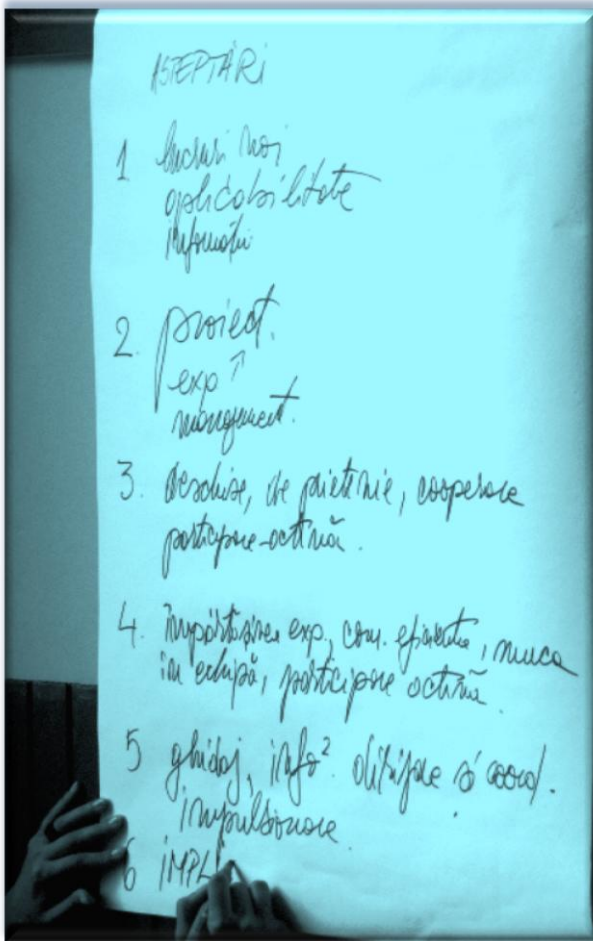 AȘTEPTĂRI
1 lucruri noi
aplicabilitate
informații
2. proiect.
exp ↑
management.
3. deschise, de prietenie, cooperare
participare activă.
4. împărtășirea exp., com. eficientă, munca
în echipă, participare activă.
5 ghidaj, info². dirijare și coord.
impulsionare.
6 IMPL